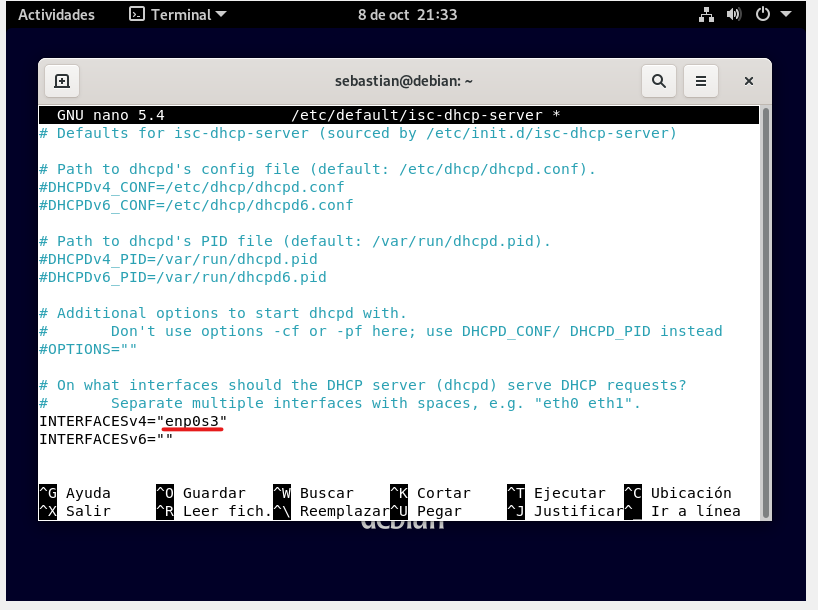 Actividades Terminal 8 de oct 21:33
sebastian@debian: ~
GNU nano 5.4 /etc/default/isc-dhcp-server *
# Defaults for isc-dhcp-server (sourced by /etc/init.d/isc-dhcp-server)
# Path to dhcpd's config file (default: /etc/dhcp/dhcpd.conf).
#DHCPDv4_CONF=/etc/dhcp/dhcpd.conf
#DHCPDv6_CONF=/etc/dhcp/dhcpd6.conf
# Path to dhcpd's PID file (default: /var/run/dhcpd.pid).
#DHCPDv4_PID=/var/run/dhcpd.pid
#DHCPDv6_PID=/var/run/dhcpd6.pid
# Additional options to start dhcpd with.
#       Don't use options -cf or -pf here; use DHCPD_CONF/ DHCPD_PID instead
#OPTIONS=""
# On what interfaces should the DHCP server (dhcpd) serve DHCP requests?
#       Separate multiple interfaces with spaces, e.g. "eth0 eth1".
INTERFACESv4="enp0s3"
INTERFACESv6=""
^G Ayuda ^O Guardar ^W Buscar ^K Cortar ^T Ejecutar ^C Ubicación
^X Salir ^R Leer fich. ^\ Reemplazar ^U Pegar ^J Justificar ^_ Ir a línea
debian